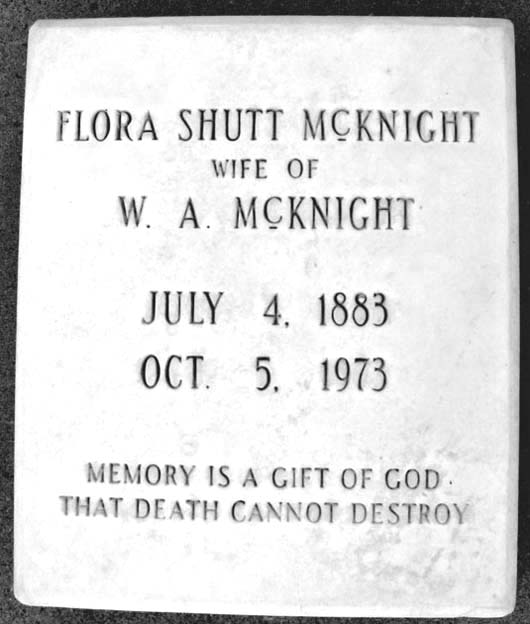 FLORA SHUTT McKNIGHT
WIFE OF
W. A. McKNIGHT
JULY 4, 1883
OCT. 5, 1973
MEMORY IS A GIFT OF GOD
THAT DEATH CANNOT DESTROY